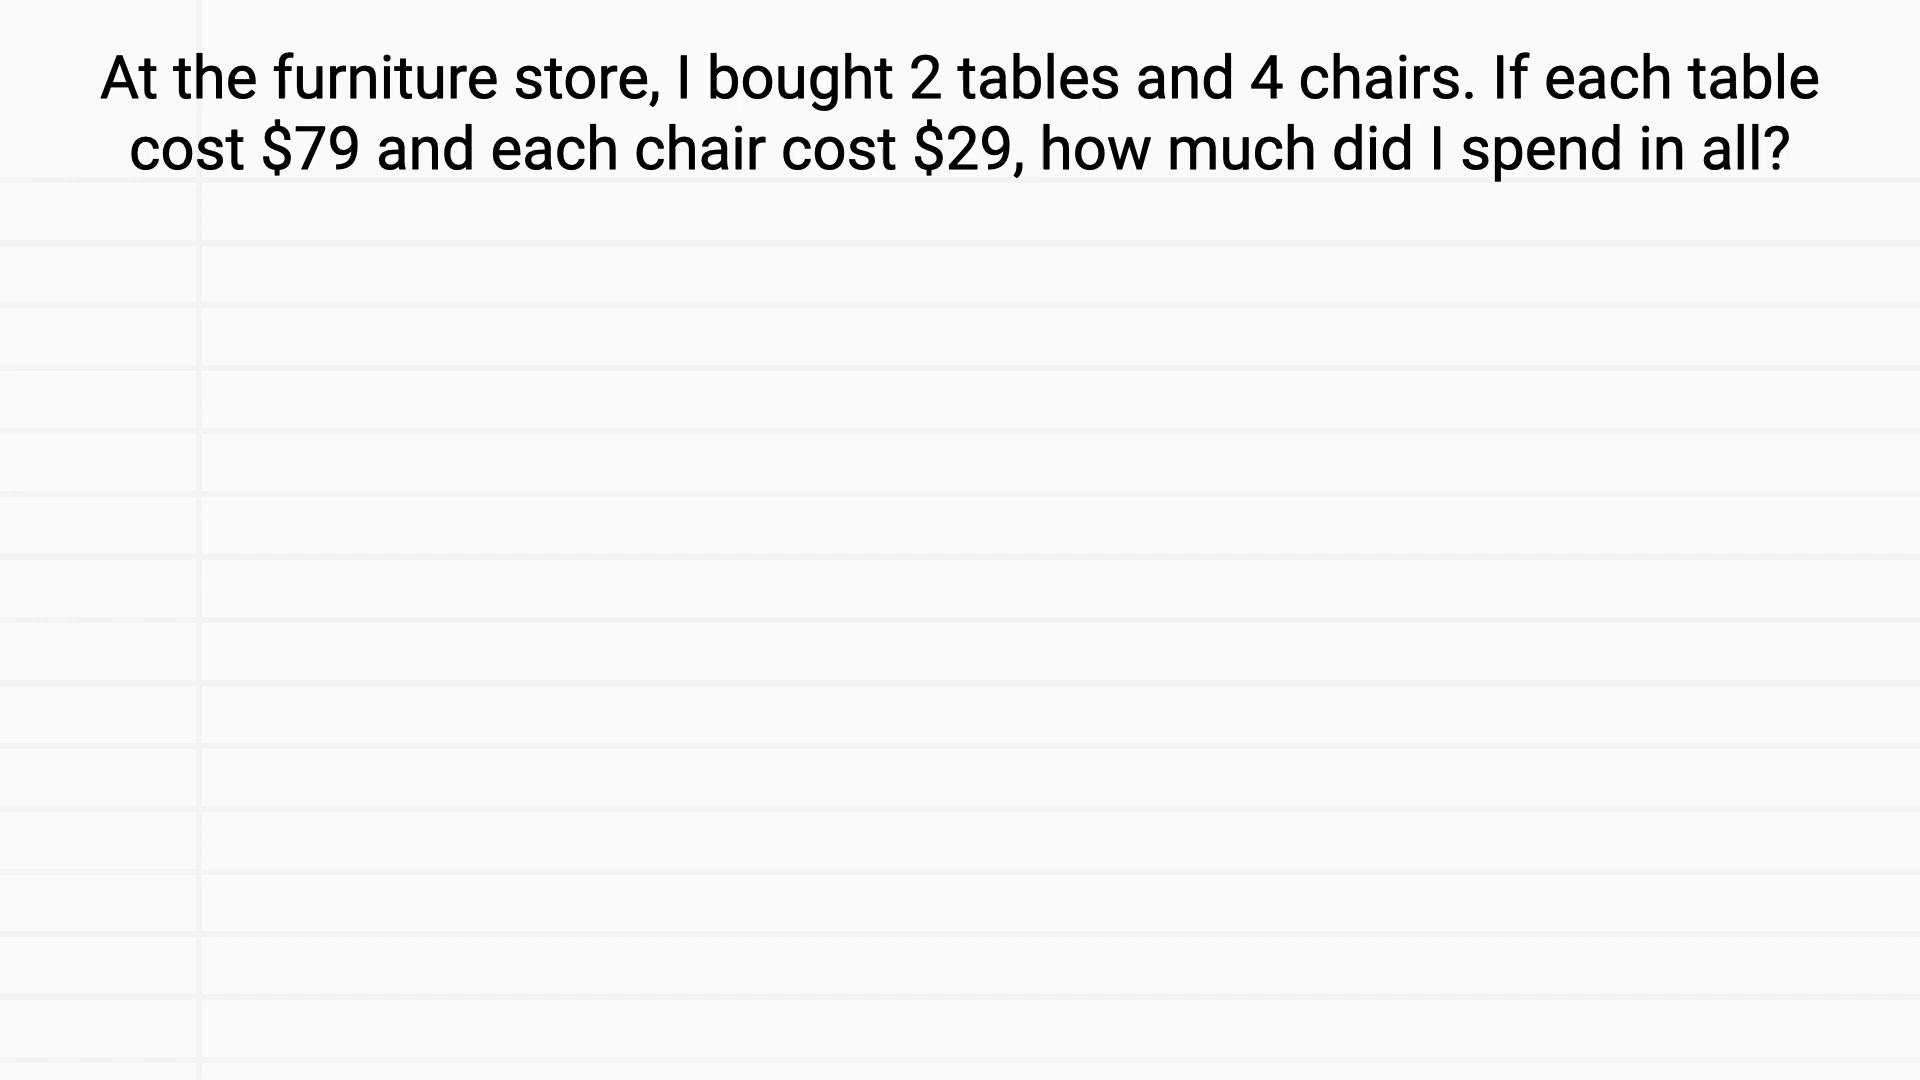 At the furniture store, I bought 2 tables and 4 chairs. If each table
cost $79 and each chair cost $29, how much did I spend in all?